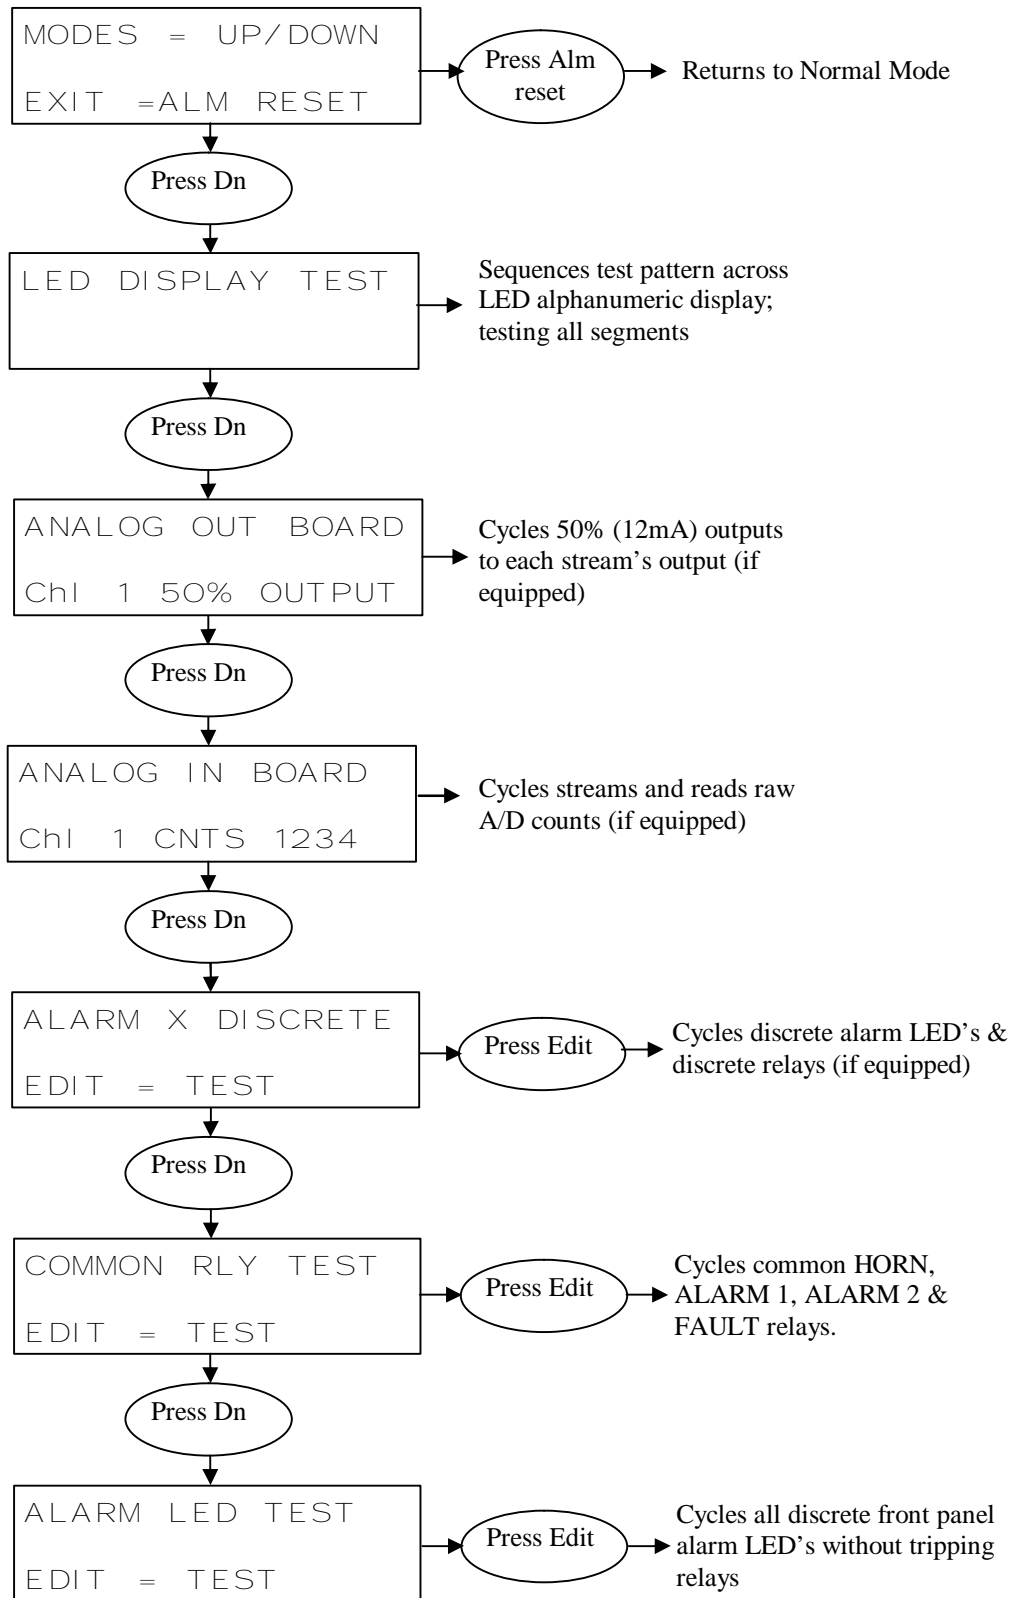 MODES = UP/DOWN
EXIT =ALM RESET
Press Alm
reset
Returns to Normal Mode
Press Dn
LED DISPLAY TEST
Sequences test pattern across
LED alphanumeric display;
testing all segments
Press Dn
ANALOG OUT BOARD
Chl 1 50% OUTPUT
Cycles 50% (12mA) outputs
to each stream's output (if
equipped)
Press Dn
ANALOG IN BOARD
Chl 1 CNTS 1234
Cycles streams and reads raw
A/D counts (if equipped)
Press Dn
ALARM X DISCRETE
EDIT = TEST
Press Edit
Cycles discrete alarm LED's &
discrete relays (if equipped)
Press Dn
COMMON RLY TEST
EDIT = TEST
Press Edit
Cycles common HORN,
ALARM 1, ALARM 2 &
FAULT relays.
Press Dn
ALARM LED TEST
EDIT = TEST
Press Edit
Cycles all discrete front panel
alarm LED's without tripping
relays